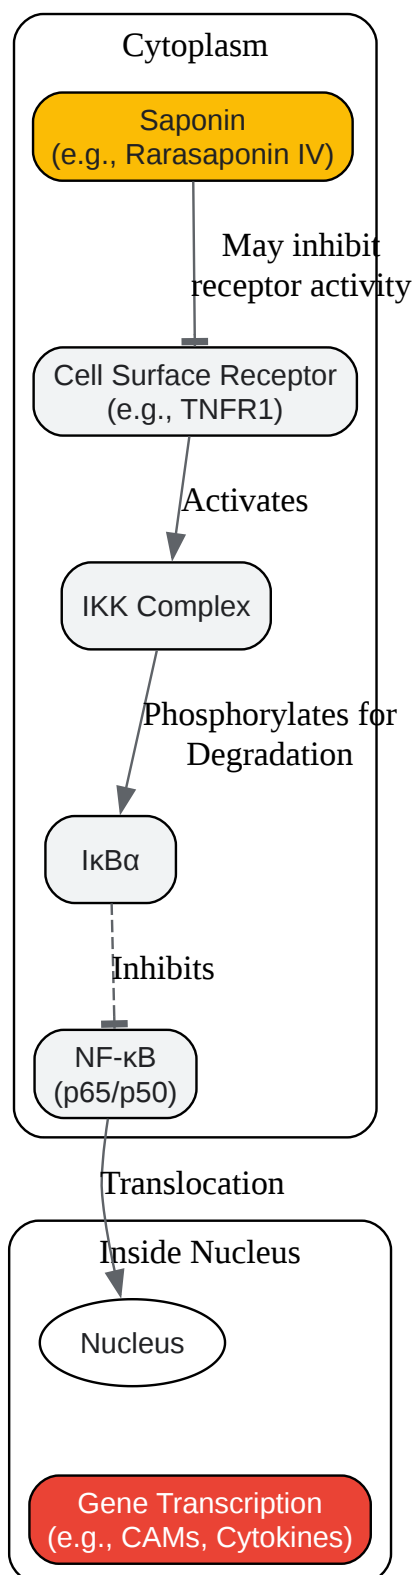 Cytoplasm
Saponin
(e.g., Rarasaponin IV)
May inhibit
receptor activity
Cell Surface Receptor
(e.g., TNFR1)
Activates
IKK Complex
Phosphorylates for
Degradation
IκBα
Inhibits
NF-κB
(p65/p50)
Translocation
Inside Nucleus
Nucleus
Gene Transcription
(e.g., CAMs, Cytokines)